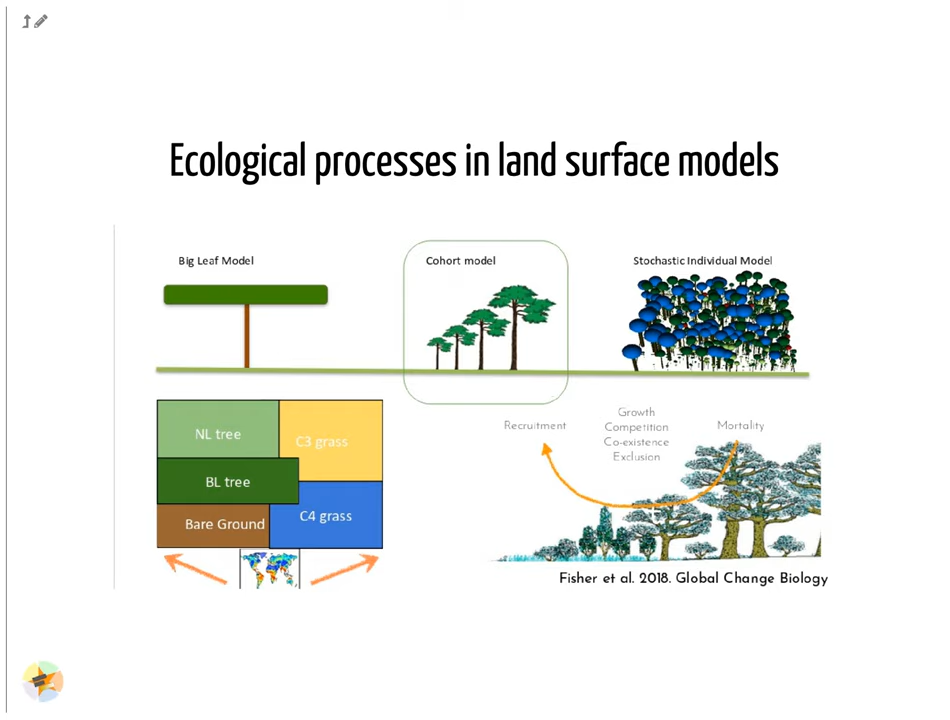 Ecological processes in land surface models
Big Leaf Model
Cohort model
Stochastic Individual Model
NL tree
C3 grass
BL tree
C4 grass
Bare Ground
Recruitment
Growth
Competition
Co-existence
Exclusion
Mortality
Fisher et al. 2018. Global Change Biology